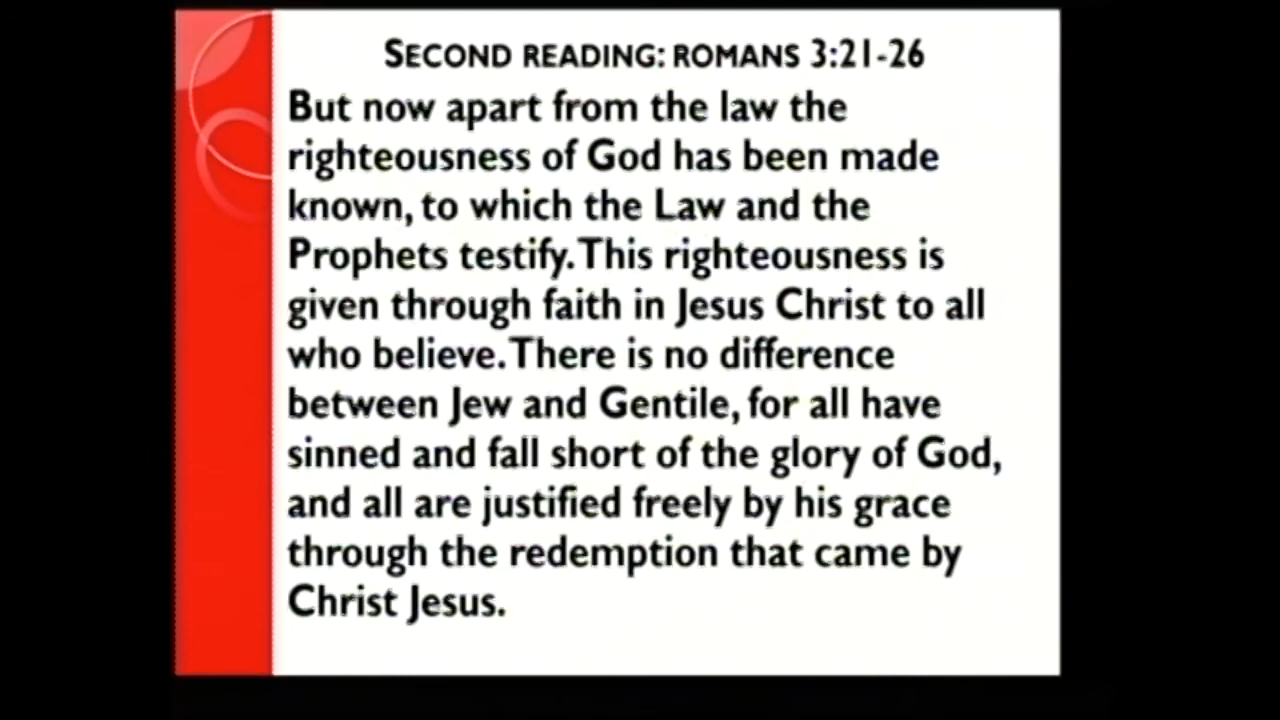 SECOND READING: ROMANS 3:21-26
But now apart from the law the
righteousness of God has been made
known, to which the Law and the
Prophets testify. This righteousness is
given through faith in Jesus Christ to all
who believe. There is no difference
between Jew and Gentile, for all have
sinned and fall short of the glory of God,
and all are justified freely by his grace
through the redemption that came by
Christ Jesus.